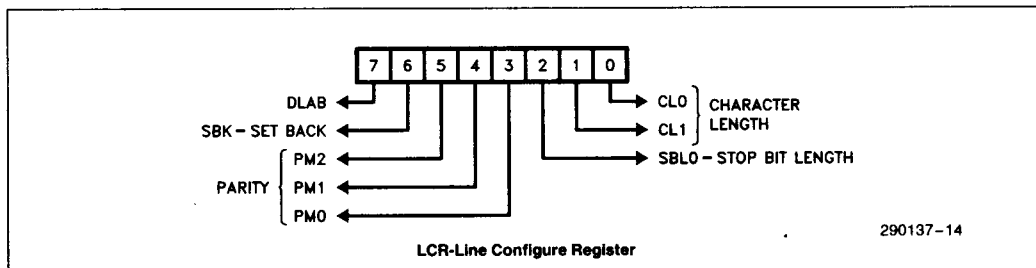 7 6 5 4 3 2 1 0
DLAB
SBK – SET BACK
PM2
PARITY
PM1
PM0
CL0
CHARACTER
CL1
LENGTH
SBL0 – STOP BIT LENGTH
290137–14
LCR-Line Configure Register